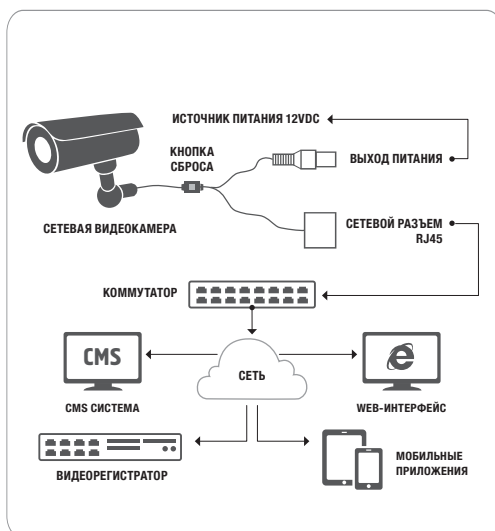 ИСТОЧНИК ПИТАНИЯ 12VDC
КНОПКА
СБРОСА
ВЫХОД ПИТАНИЯ
СЕТЕВАЯ ВИДЕОКАМЕРА
СЕТЕВОЙ РАЗЪЕМ
RJ45
КОММУТАТОР
CMS
СЕТЬ
CMS СИСТЕМА
WEB-ИНТЕРФЕЙС
ВИДЕОРЕГИСТРАТОР
МОБИЛЬНЫЕ
ПРИЛОЖЕНИЯ